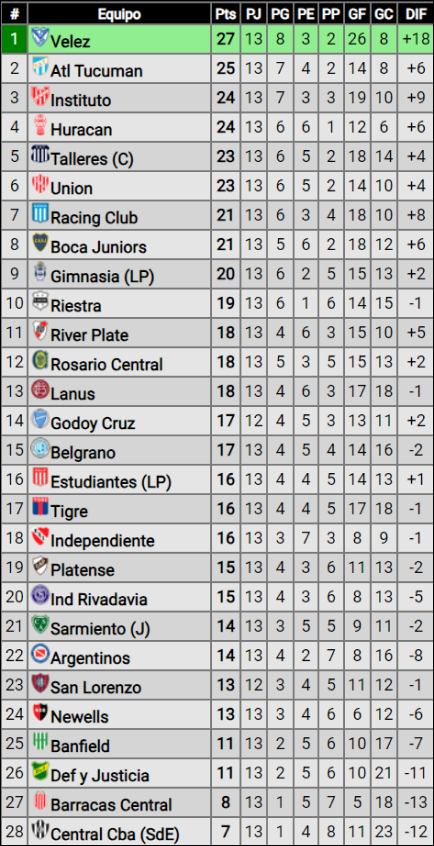 # Equipo Pts PJ PG PE PP GF GC DIF
1 Velez 27 13 8 3 2 26 8 +18
2 Atl Tucuman 25 13 7 4 2 14 8 +6
3 Instituto 24 13 7 3 3 19 10 +9
4 Huracan 24 13 6 6 1 12 6 +6
5 Talleres (C) 23 13 6 5 2 18 14 +4
6 Union 23 13 6 5 2 14 10 +4
7 Racing Club 21 13 6 3 4 18 10 +8
8 Boca Juniors 21 13 5 6 2 18 12 +6
9 Gimnasia (LP) 20 13 6 2 5 15 13 +2
10 Riestra 19 13 6 1 6 14 15 -1
11 River Plate 18 13 4 6 3 15 10 +5
12 Rosario Central 18 13 5 3 5 15 13 +2
13 Lanus 18 13 4 6 3 17 18 -1
14 Godoy Cruz 17 12 4 5 3 13 11 +2
15 Belgrano 17 13 4 5 4 14 16 -2
16 Estudiantes (LP) 16 13 4 4 5 14 13 +1
17 Tigre 16 13 4 4 5 17 18 -1
18 Independiente 16 13 3 7 3 8 9 -1
19 Platense 15 13 4 3 6 11 13 -2
20 Ind Rivadavia 15 13 4 3 6 8 13 -5
21 Sarmiento (J) 14 13 3 5 5 9 11 -2
22 Argentinos 14 13 4 2 7 8 16 -8
23 San Lorenzo 13 12 3 4 5 11 12 -1
24 Newells 13 13 3 4 6 6 12 -6
25 Banfield 11 13 2 5 6 10 17 -7
26 Def y Justicia 11 13 2 5 6 10 21 -11
27 Barracas Central 8 13 1 5 7 5 18 -13
28 Central Cba (SdE) 7 13 1 4 8 11 23 -12